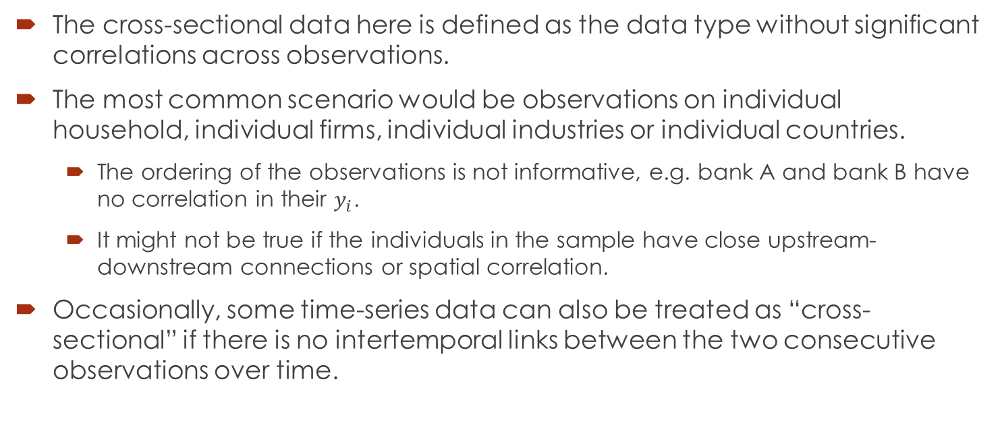 The cross-sectional data here is defined as the data type without significant
correlations across observations.
The most common scenario would be observations on individual
household, individual firms, individual industries or individual countries.
The ordering of the observations is not informative, e.g. bank A and bank B have
no correlation in their yᵢ.
It might not be true if the individuals in the sample have close upstream-
downstream connections or spatial correlation.
Occasionally, some time-series data can also be treated as “cross-
sectional” if there is no intertemporal links between the two consecutive
observations over time.